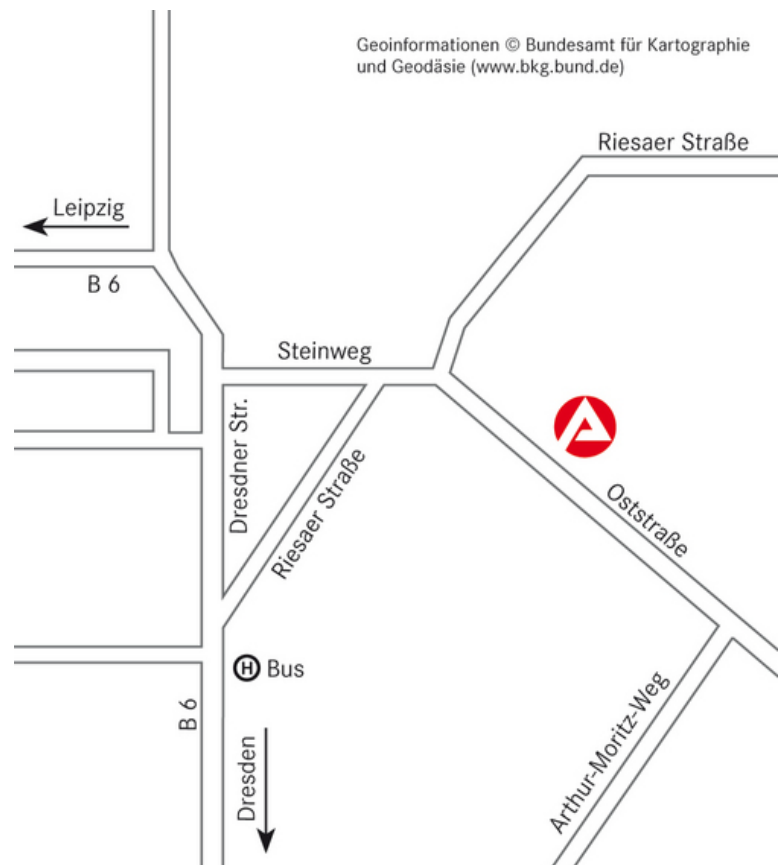 Geoinformationen © Bundesamt für Kartographie
und Geodäsie (www.bkg.bund.de)
Riesaer Straße
Leipzig
B 6
Steinweg
Dresdner Str.
Riesaer Straße
Oststraße
H Bus
B 6
Dresden
Arthur-Moritz-Weg